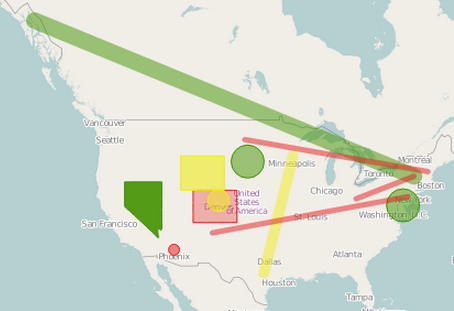 Vancouver
Seattle
Montréal
Toronto
Minneapolis
Boston
Chicago
New York
United
States
of America
Denver
Washington, D.C.
St. Louis
San Francisco
Atlanta
Phoenix
Dallas
Houston
Tampa